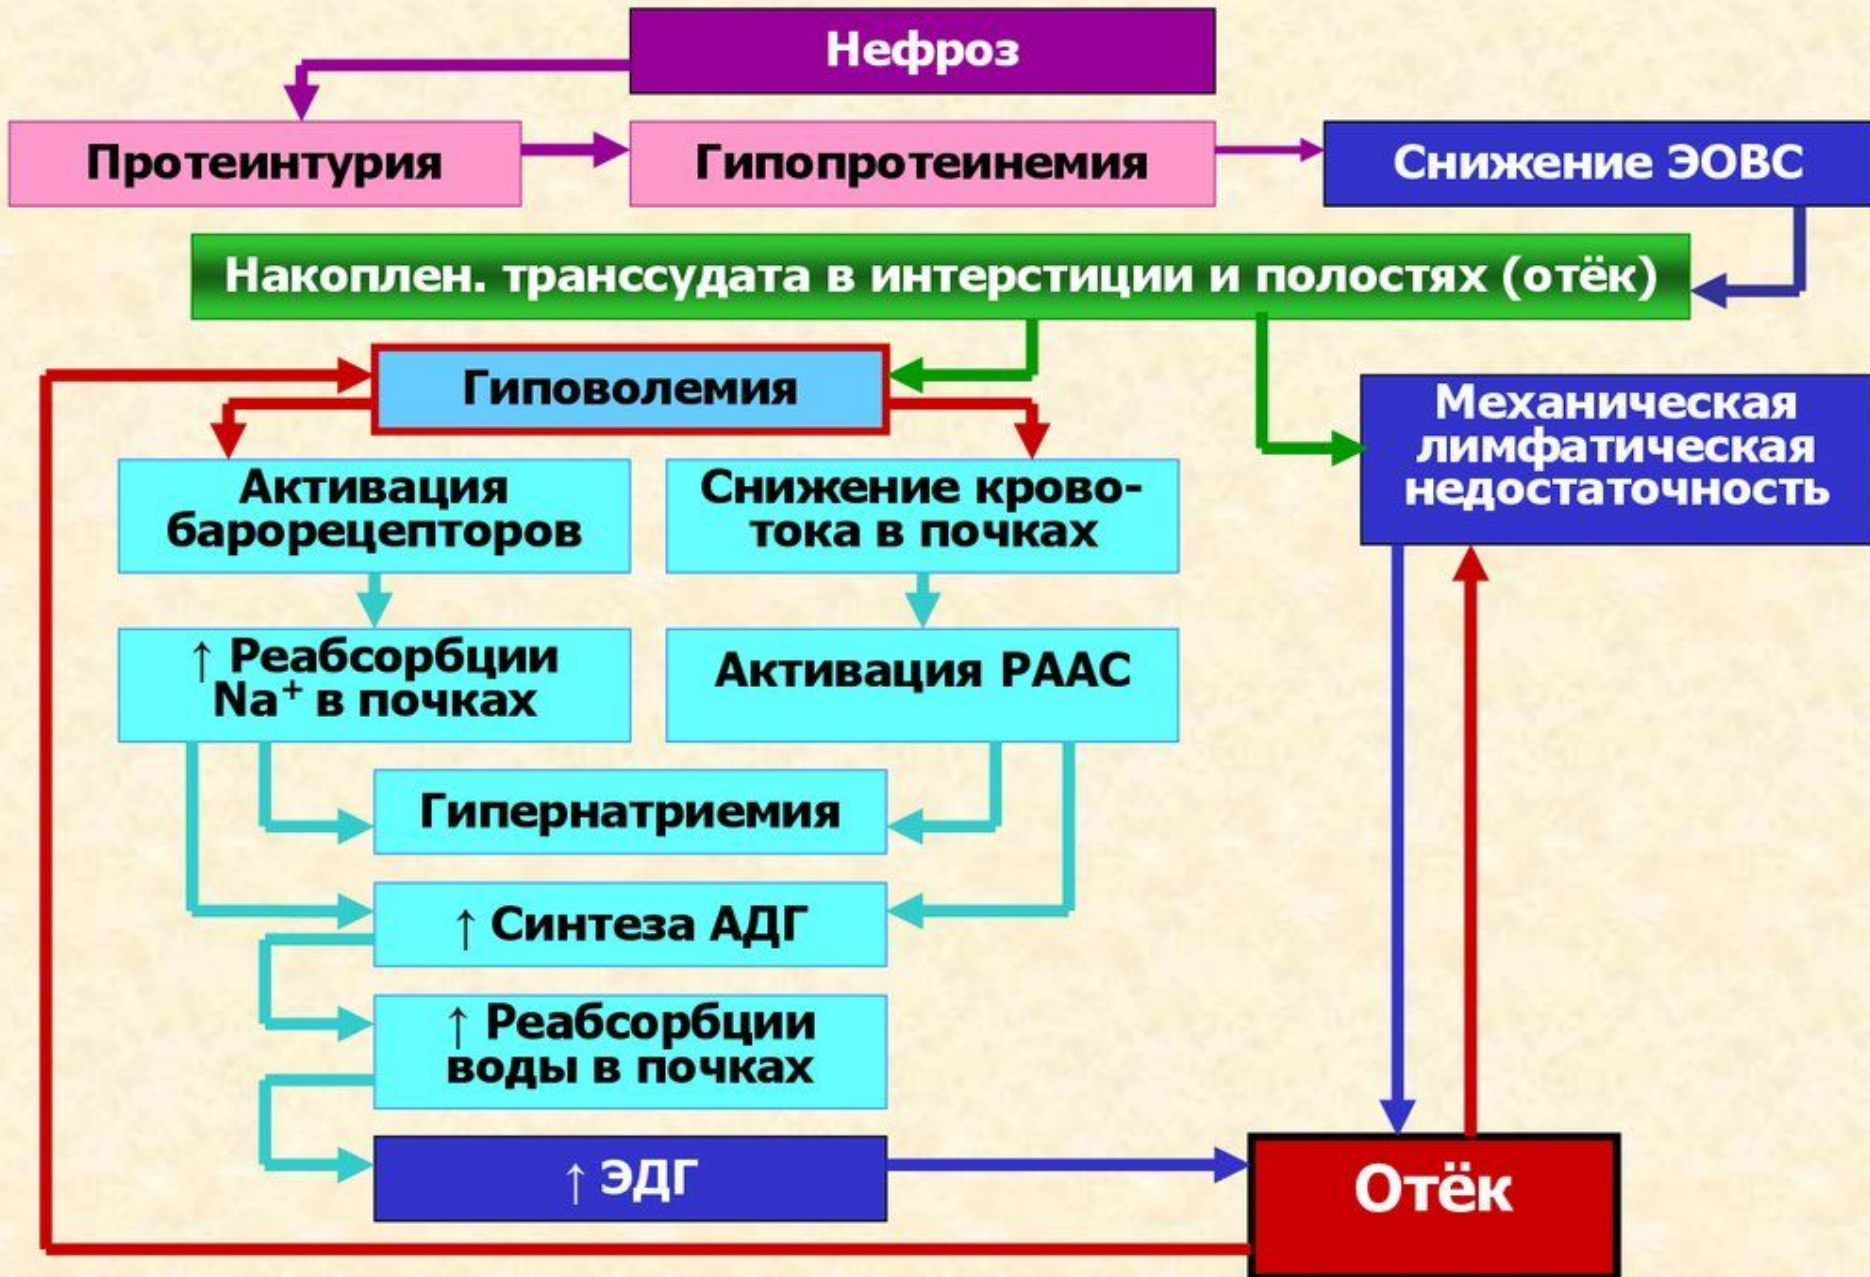 Нефроз
Протеинтурия
Гипопротеинемия
Снижение ЭОВС
Накоплен. транссудата в интерстиции и полостях (отёк)
Гиповолемия
Механическая
лимфатическая
недостаточность
Активация
барорецепторов
Снижение крово-
тока в почках
↑ Реабсорбции
Na⁺ в почках
Активация РААС
Гипернатриемия
↑ Синтеза АДГ
↑ Реабсорбции
воды в почках
↑ ЭДГ
Отёк